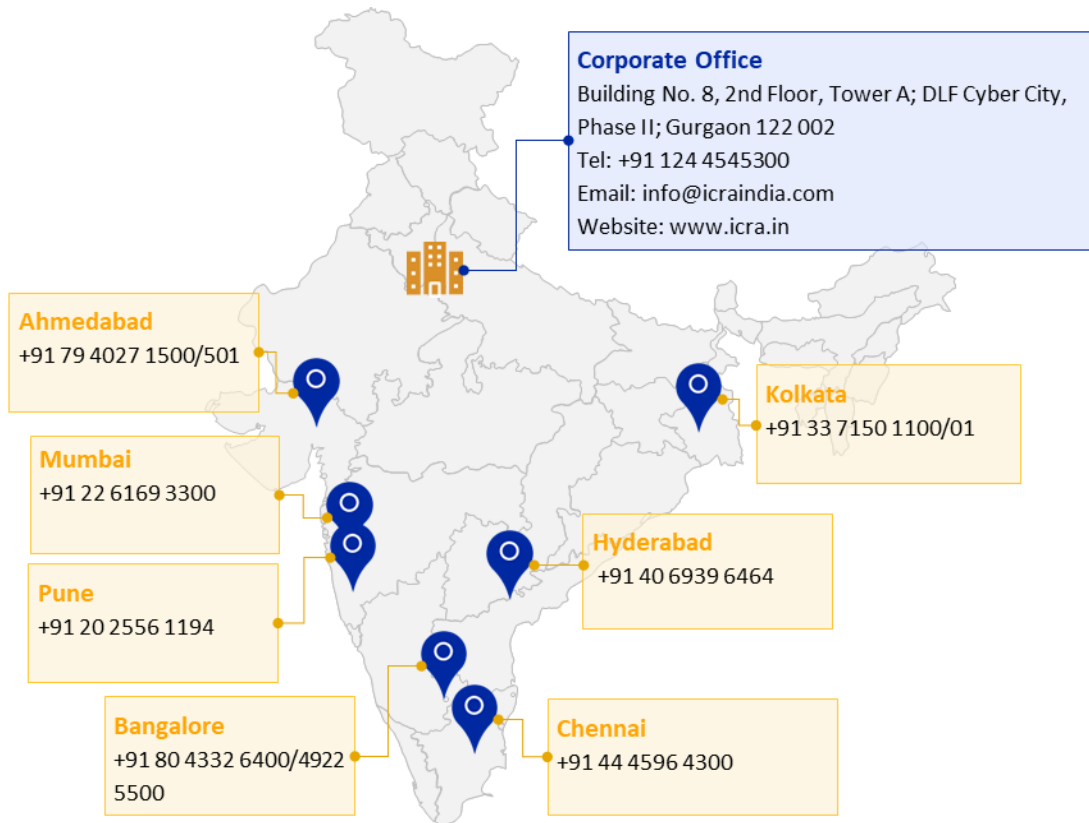 Corporate Office
Building No. 8, 2nd Floor, Tower A; DLF Cyber City,
Phase II; Gurgaon 122 002
Tel: +91 124 4545300
Email: info@icraindia.com
Website: www.icra.in
Ahmedabad
+91 79 4027 1500/501
Kolkata
+91 33 7150 1100/01
Mumbai
+91 22 6169 3300
Hyderabad
+91 40 6939 6464
Pune
+91 20 2556 1194
Bangalore
+91 80 4332 6400/4922
5500
Chennai
+91 44 4596 4300